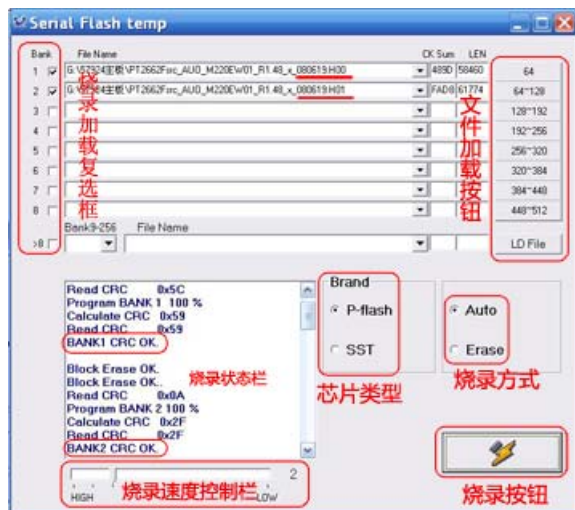 Serial Flash temp
Bank File Name CK Sum LEN
1 G:\57924主板\PT2662Fsrc_AUO_M220EW01_R1.48_x_080619.H00 489D 58460 64
2 G:\57924主板\PT2662Fsrc_AUO_M220EW01_R1.48_x_080619.H01 FAD8 61774 64~128
3 128~192
4 192~256
5 256~320
6 320~384
7 384~448
8 448~512
烧录加载复选框
文件加载按钮
Bank9-256 File Name
>8 LD File
Read CRC 0x5C
Program BANK 1 100 %
Calculate CRC 0x59
Read CRC 0x59
BANK1 CRC OK.
Block Erase OK.
Block Erase OK..
Read CRC 0x0A
Program BANK 2 100 %
Calculate CRC 0x2F
Read CRC 0x2F
BANK2 CRC OK.
烧录状态栏
Brand
P-flash
SST
芯片类型
Auto
Erase
烧录方式
2
HIGH LOW
烧录速度控制栏
烧录按钮